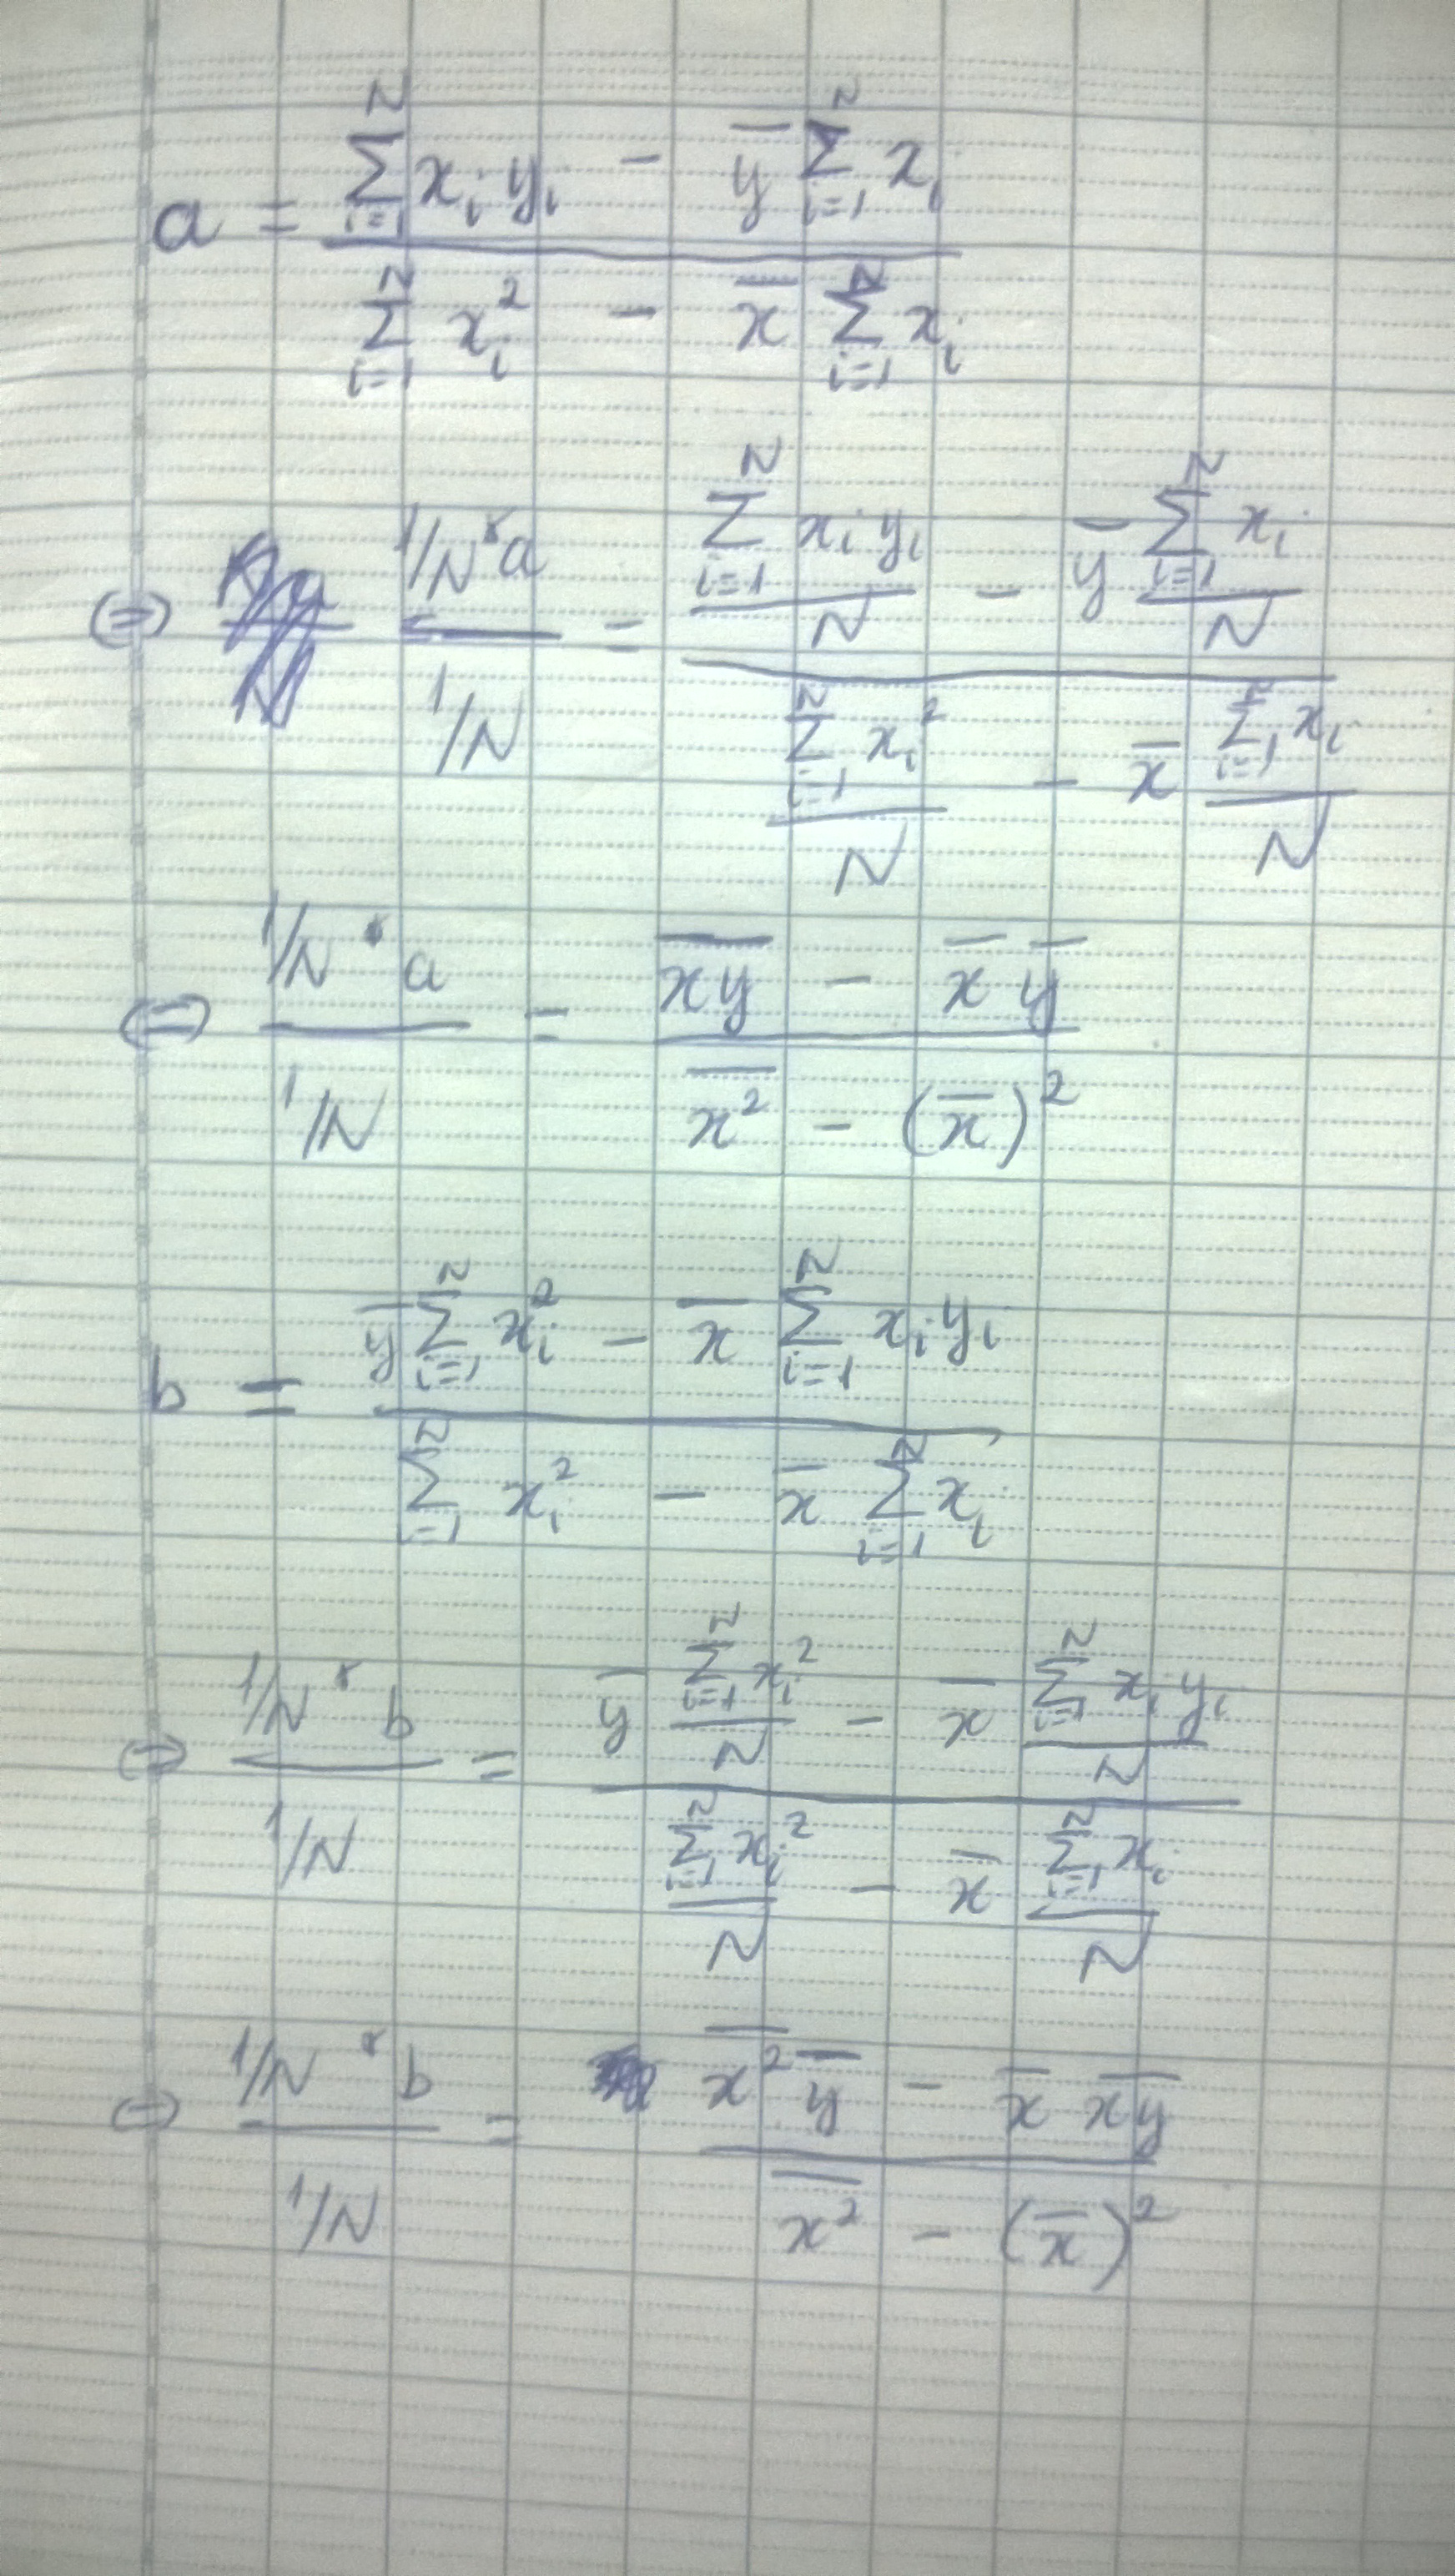 a = \frac{\sum_{i=1}^{N} x_i y_i - \overline{y} \sum_{i=1}^{N} x_i}{\sum_{i=1}^{N} x_i^2 - \overline{x} \sum_{i=1}^{N} x_i}
⇔ \frac{1/N * a}{1/N} = \frac{\frac{\sum_{i=1}^{N} x_i y_i}{N} - \overline{y} \frac{\sum_{i=1}^{N} x_i}{N}}{\frac{\sum_{i=1}^{N} x_i^2}{N} - \overline{x} \frac{\sum_{i=1}^{N} x_i}{N}}
⇔ \frac{1/N * a}{1/N} = \frac{\overline{xy} - \overline{x} \, \overline{y}}{\overline{x^2} - (\overline{x})^2}
b = \frac{\overline{y} \sum_{i=1}^{N} x_i^2 - \overline{x} \sum_{i=1}^{N} x_i y_i}{\sum_{i=1}^{N} x_i^2 - \overline{x} \sum_{i=1}^{N} x_i}
⇔ \frac{1/N * b}{1/N} = \frac{\overline{y} \frac{\sum_{i=1}^{N} x_i^2}{N} - \overline{x} \frac{\sum_{i=1}^{N} x_i y_i}{N}}{\frac{\sum_{i=1}^{N} x_i^2}{N} - \overline{x} \frac{\sum_{i=1}^{N} x_i}{N}}
⇔ \frac{1/N * b}{1/N} = \frac{\overline{x^2} \, \overline{y} - \overline{x} \, \overline{xy}}{\overline{x^2} - (\overline{x})^2}